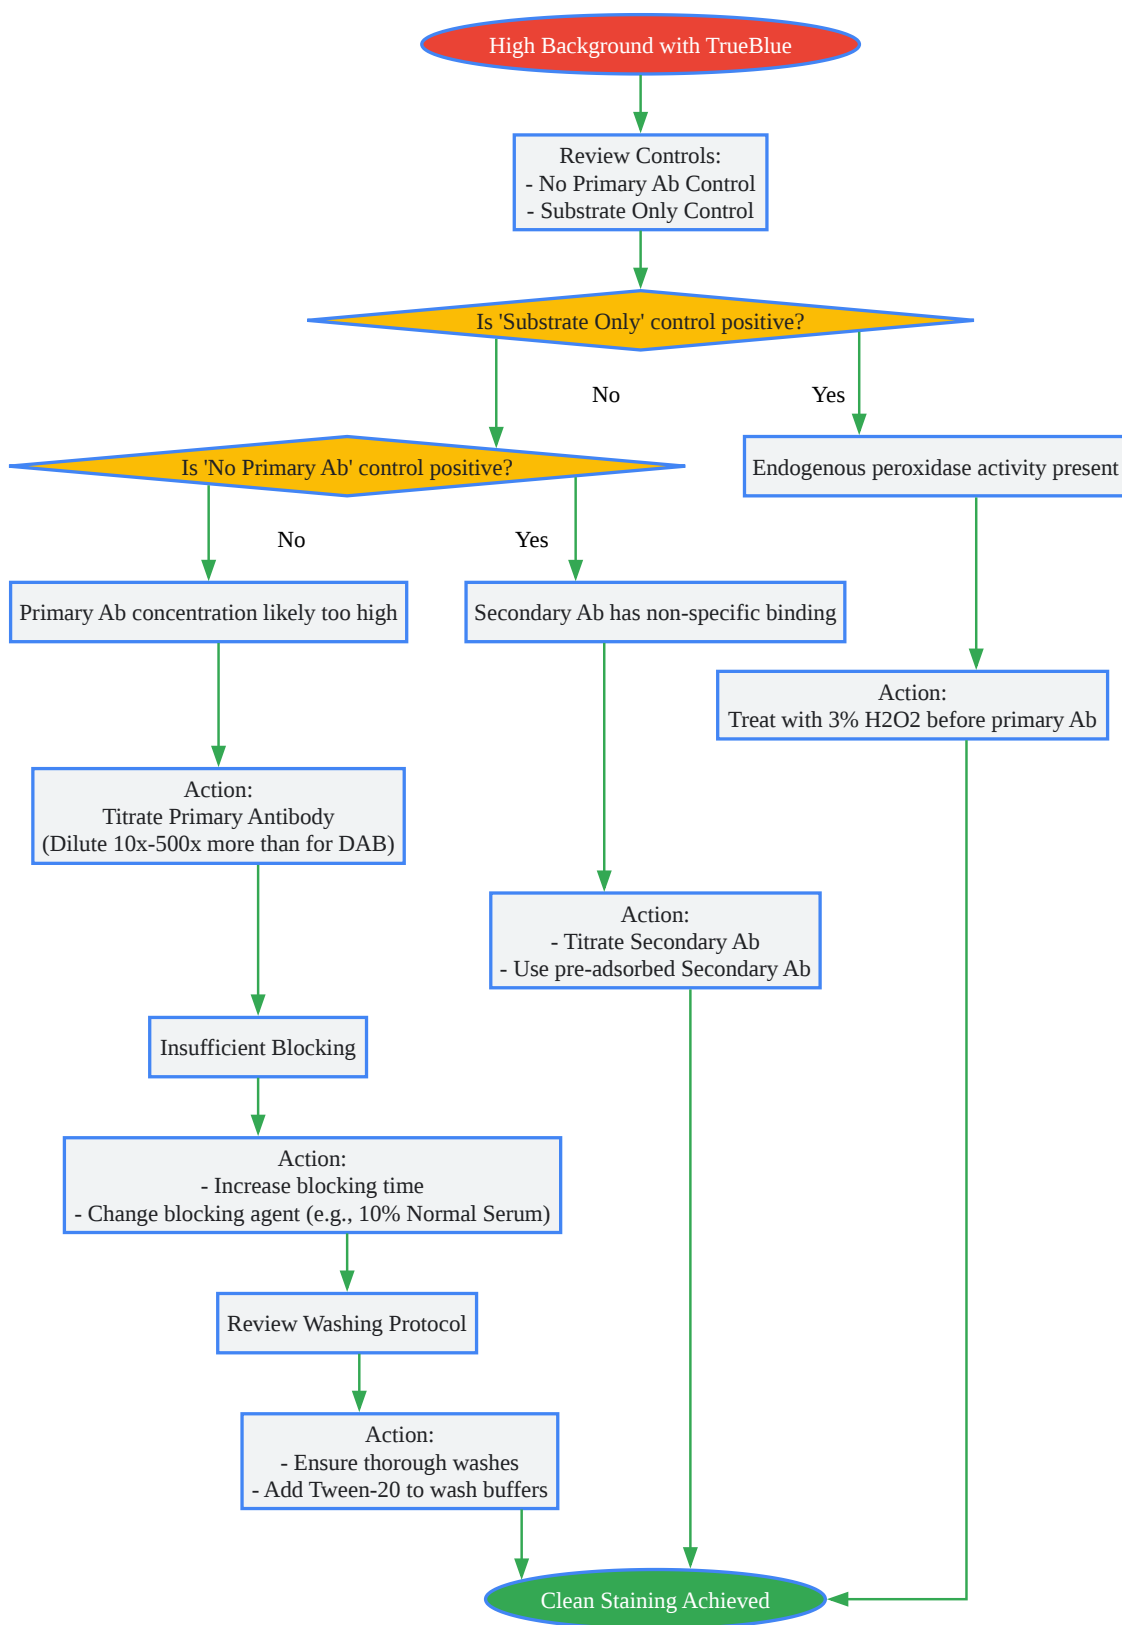 High Background with TrueBlue
Review Controls:
- No Primary Ab Control
- Substrate Only Control
Is 'Substrate Only' control positive?
No
Yes
Is 'No Primary Ab' control positive?
Endogenous peroxidase activity present
No
Yes
Primary Ab concentration likely too high
Secondary Ab has non-specific binding
Action:
Treat with 3% H2O2 before primary Ab
Action:
Titrate Primary Antibody
(Dilute 10x-500x more than for DAB)
Action:
- Titrate Secondary Ab
- Use pre-adsorbed Secondary Ab
Insufficient Blocking
Action:
- Increase blocking time
- Change blocking agent (e.g., 10% Normal Serum)
Review Washing Protocol
Action:
- Ensure thorough washes
- Add Tween-20 to wash buffers
Clean Staining Achieved